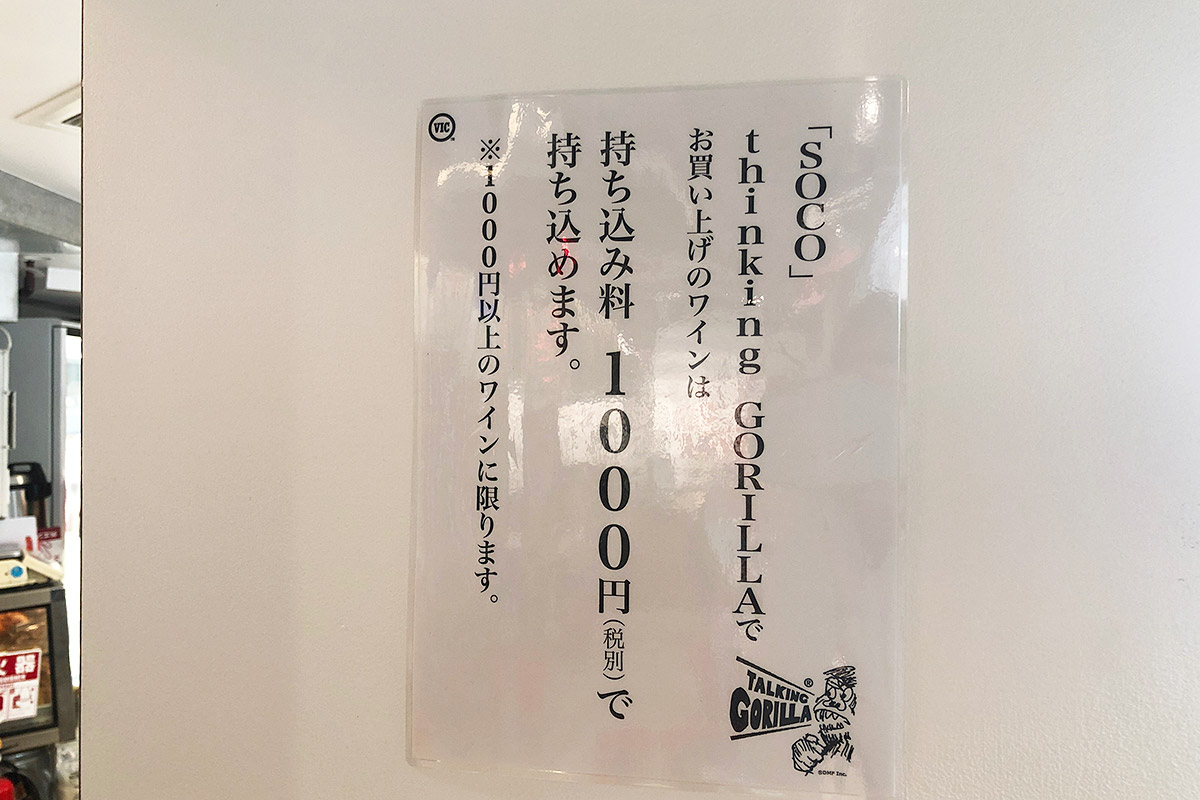 「SOCO」
thinking GORILLAで
お買い上げのワインは
持ち込み料 1000円(税別)で
持ち込めます。
※1000円以上のワインに限ります。
VIC
TALKING
GORILLA®
©DMF Inc.